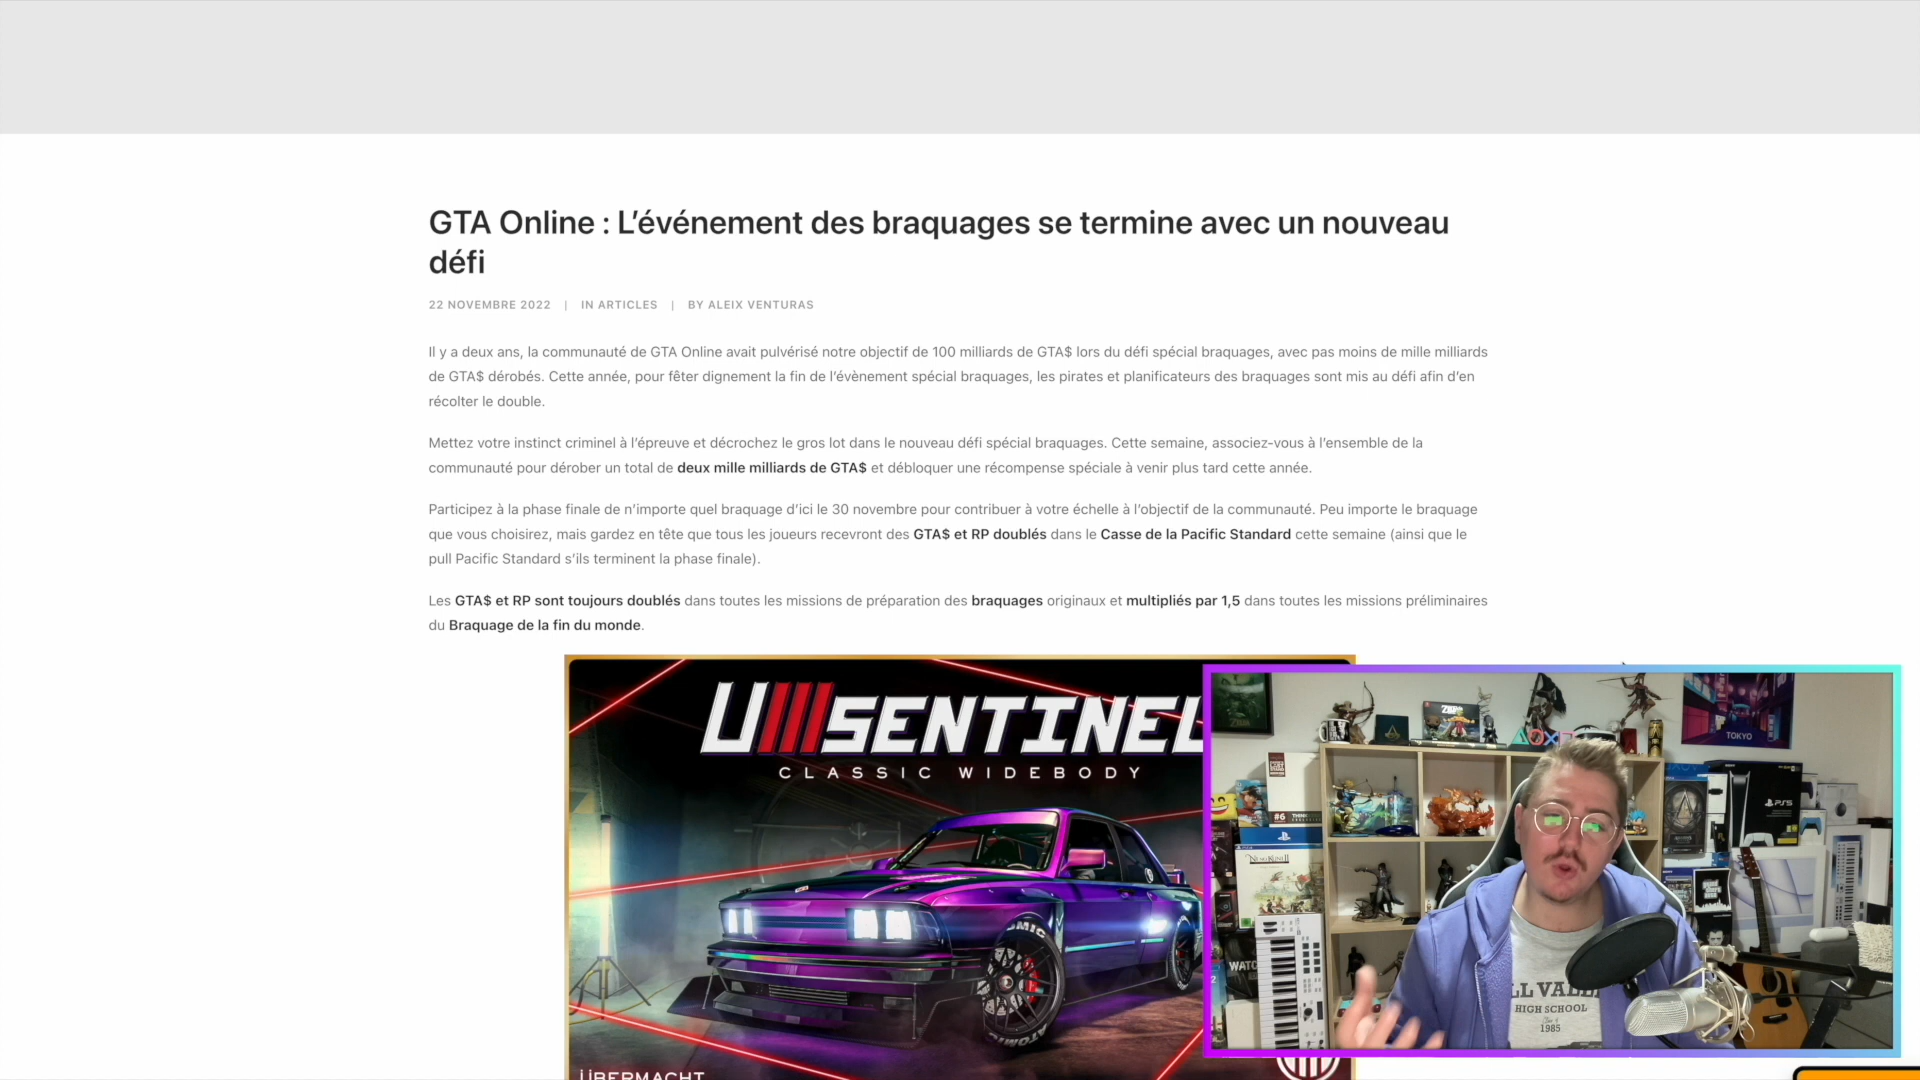 GTA Online : L’événement des braquages se termine avec un nouveau
défi
22 NOVEMBRE 2022 | IN ARTICLES | BY ALEIX VENTURAS
Il y a deux ans, la communauté de GTA Online avait pulvérisé notre objectif de 100 milliards de GTA$ lors du défi spécial braquages, avec pas moins de mille milliards
de GTA$ dérobés. Cette année, pour fêter dignement la fin de l’évènement spécial braquages, les pirates et planificateurs des braquages sont mis au défi afin d’en
récolter le double.
Mettez votre instinct criminel à l’épreuve et décrochez le gros lot dans le nouveau défi spécial braquages. Cette semaine, associez-vous à l’ensemble de la
communauté pour dérober un total de deux mille milliards de GTA$ et débloquer une récompense spéciale à venir plus tard cette année.
Participez à la phase finale de n’importe quel braquage d’ici le 30 novembre pour contribuer à votre échelle à l’objectif de la communauté. Peu importe le braquage
que vous choisirez, mais gardez en tête que tous les joueurs recevront des GTA$ et RP doublés dans le Casse de la Pacific Standard cette semaine (ainsi que le
pull Pacific Standard s’ils terminent la phase finale).
Les GTA$ et RP sont toujours doublés dans toutes les missions de préparation des braquages originaux et multipliés par 1,5 dans toutes les missions préliminaires
du Braquage de la fin du monde.
SENTINEL
CLASSIC WIDEBODY
ATOMIC
ÜBERMACHT
TOKYO
PS5
#6
WATC
LL VALL
HIGH SCHOOL
1985